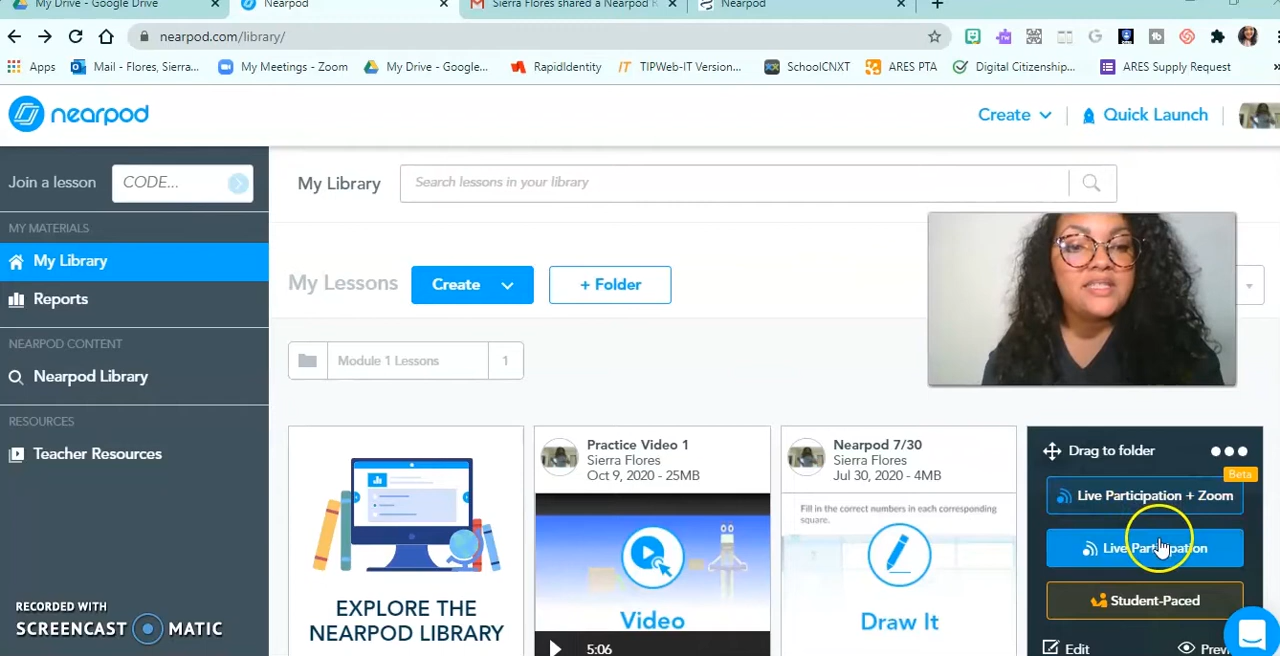 My Drive - Google Drive
Nearpod
Sierra Flores shared a Nearpod
Nearpod
nearpod.com/library/
Apps
Mail - Flores, Sierra...
My Meetings - Zoom
My Drive - Google...
RapidIdentity
IT TIPWeb-IT Version...
SchoolCNXT
ARES PTA
Digital Citizenship...
ARES Supply Request
nearpod
Create
Quick Launch
Join a lesson
CODE...
My Library
Search lessons in your library
MY MATERIALS
My Library
Reports
NEARPOD CONTENT
Nearpod Library
RESOURCES
Teacher Resources
My Lessons
Create
+ Folder
Module 1 Lessons
1
EXPLORE THE
NEARPOD LIBRARY
Practice Video 1
Sierra Flores
Oct 9, 2020 - 25MB
Video
5:06
Nearpod 7/30
Sierra Flores
Jul 30, 2020 - 4MB
Fill in the correct numbers in each corresponding
square.
Draw It
Drag to folder
Beta
Live Participation + Zoom
Live Participation
Student-Paced
Edit
Prev
RECORDED WITH
SCREENCAST MATIC